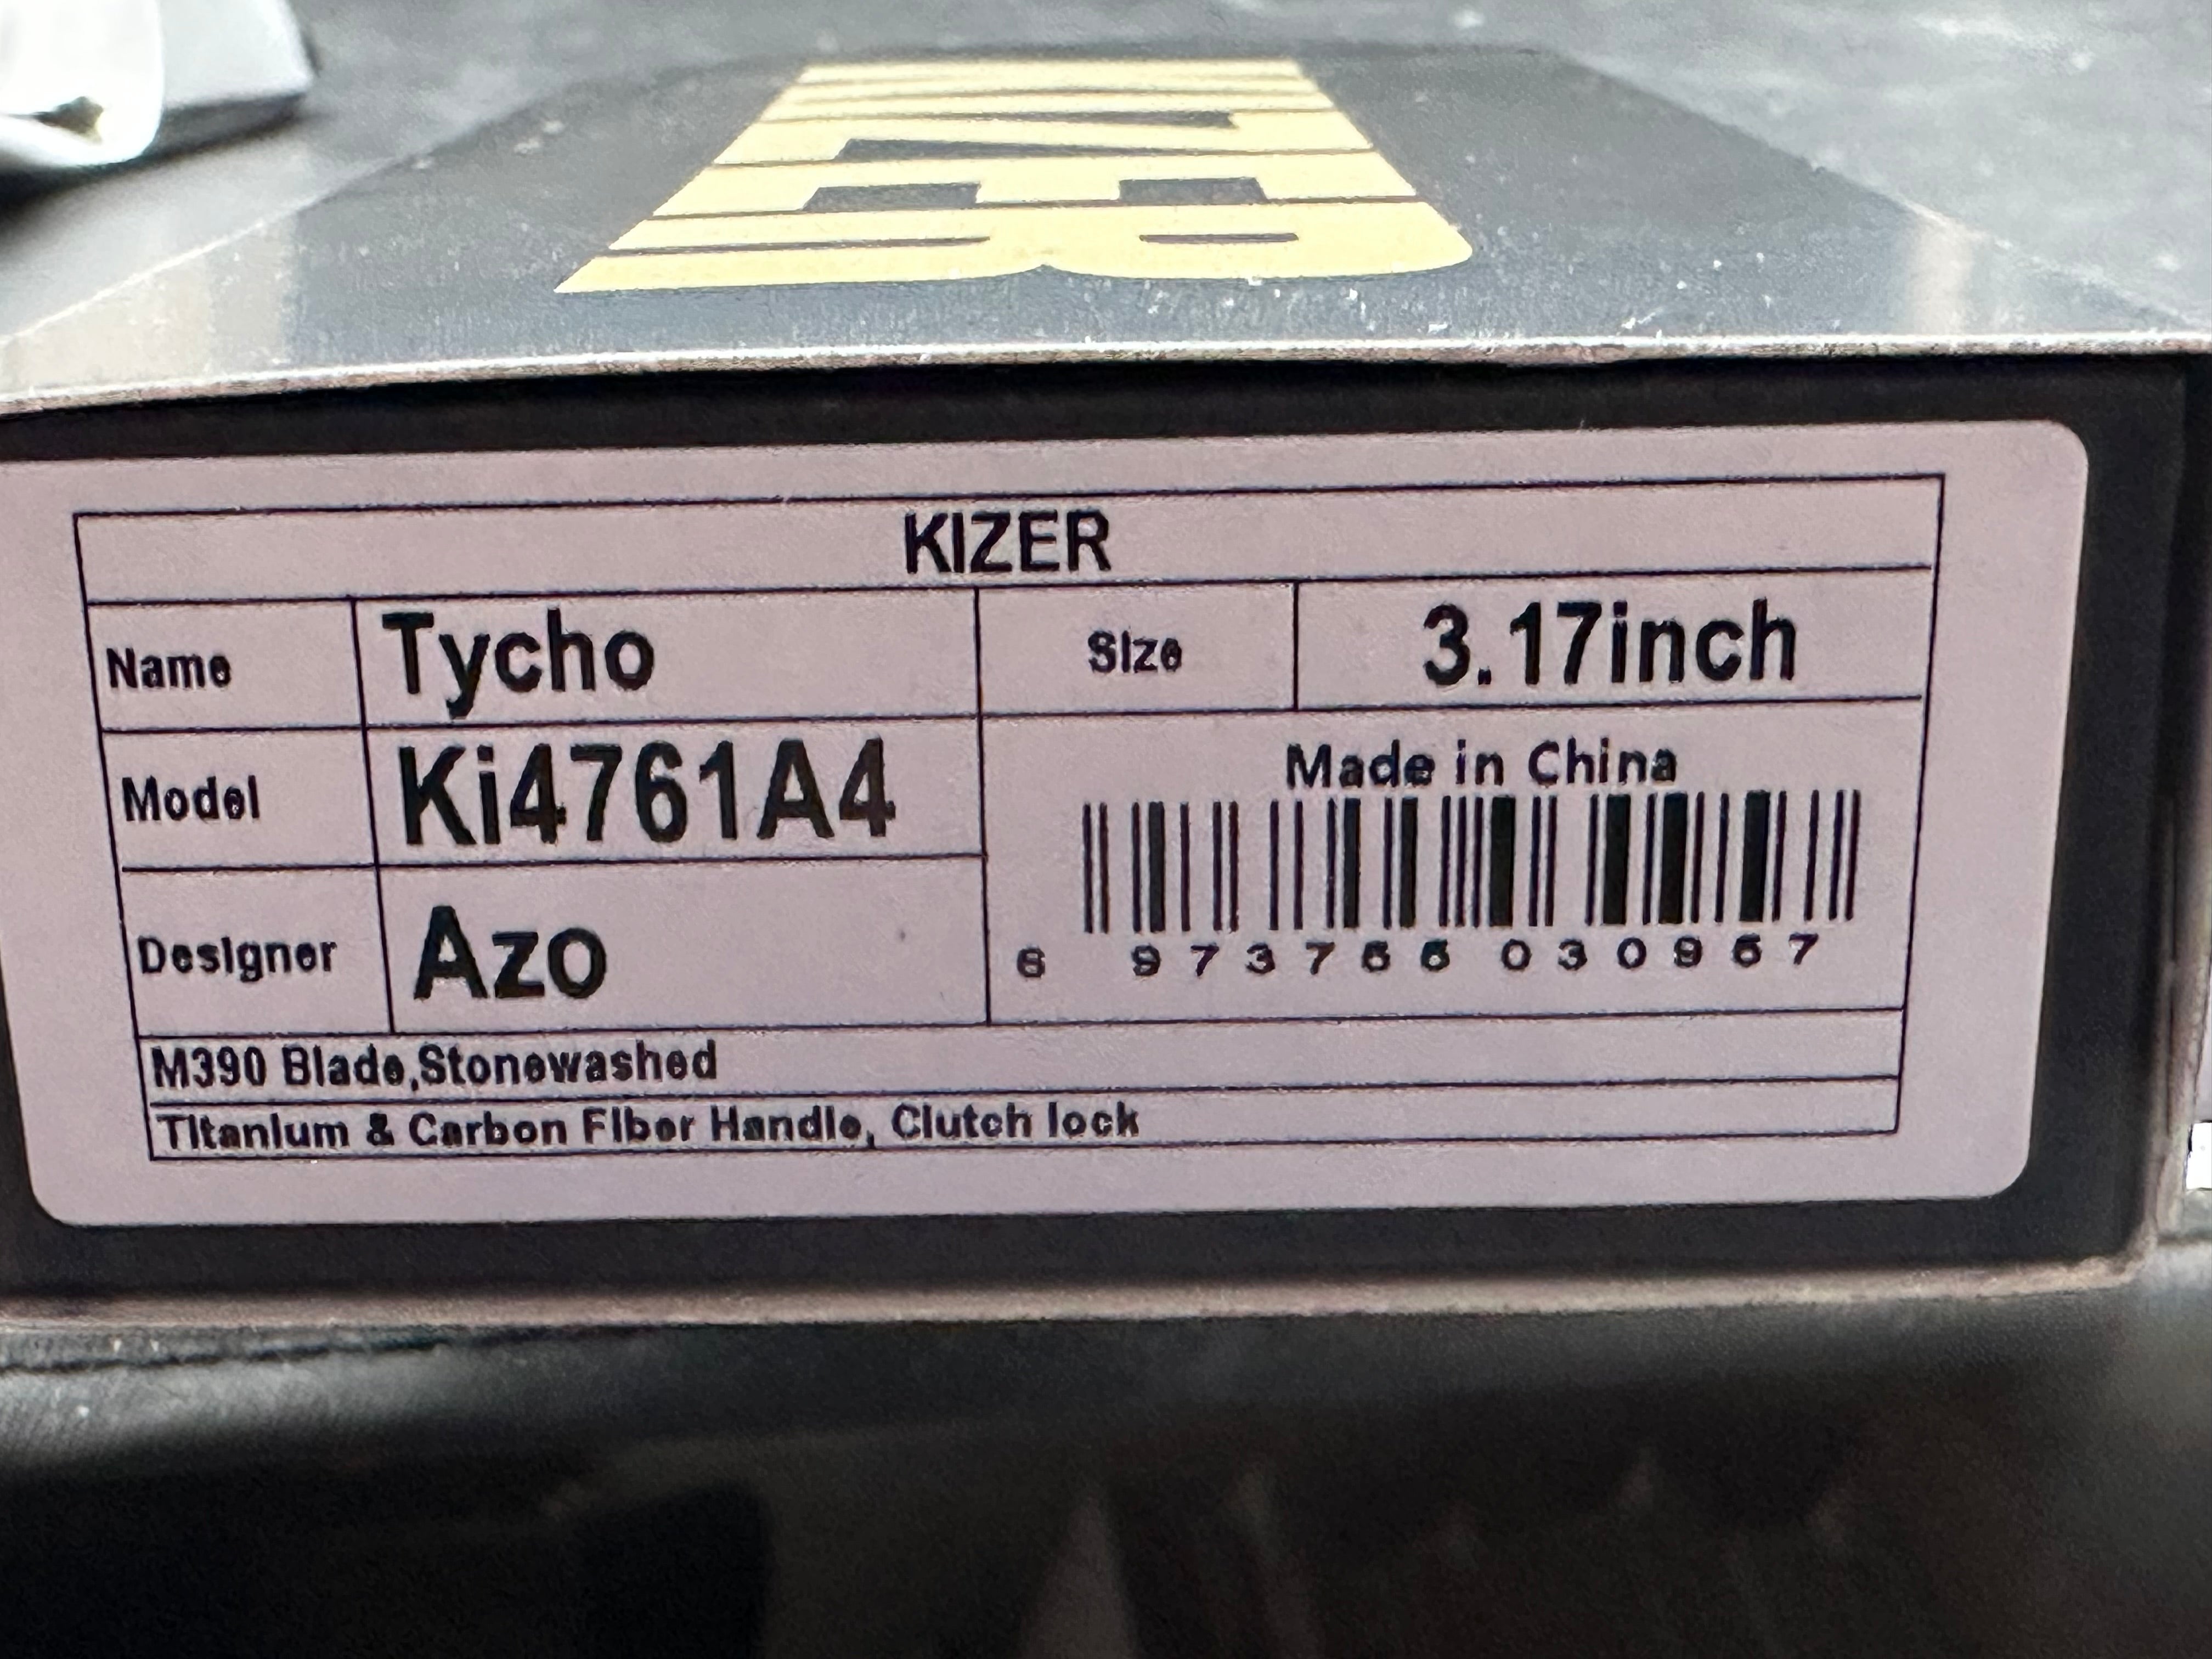 KIZER
Name Tycho Size 3.17inch
Model Ki4761A4 Made in China
Designer Azo 6 973755 030957
M390 Blade,Stonewashed
Titanium & Carbon Fiber Handle, Clutch lock